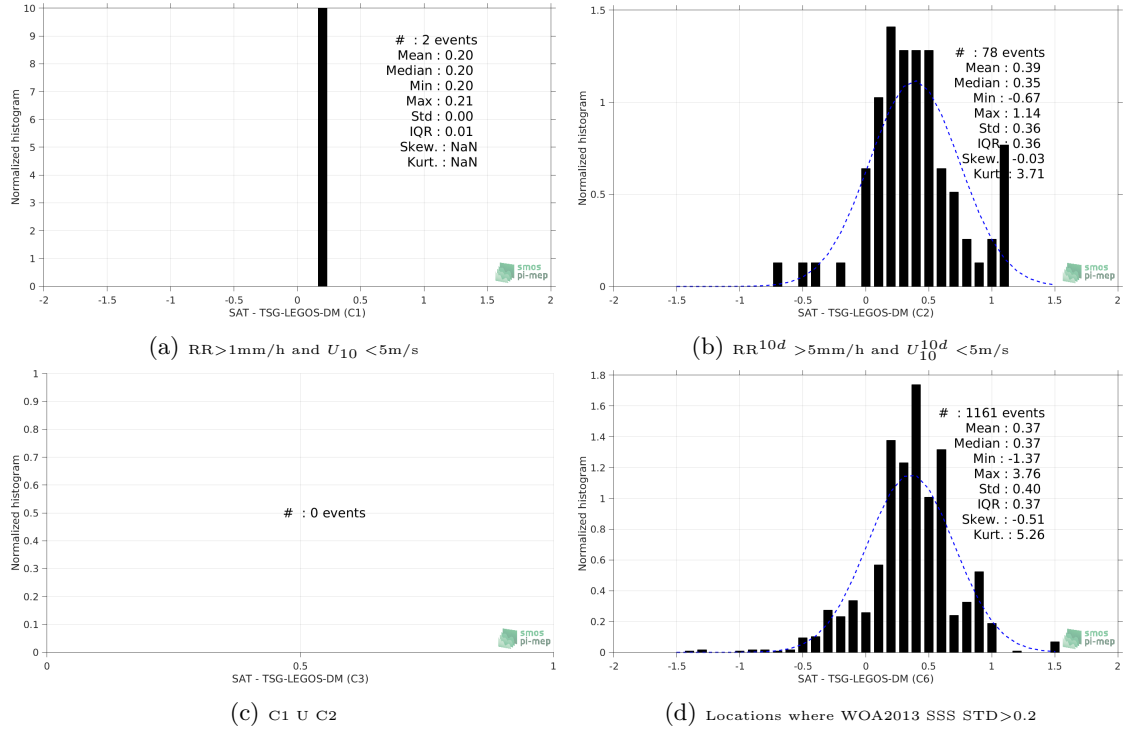 10
9
8
7
6
5
4
3
2
1
0
Normalized histogram
# : 2 events
Mean : 0.20
Median : 0.20
Min : 0.20
Max : 0.21
Std : 0.00
IQR : 0.01
Skew. : NaN
Kurt. : NaN
smos
pi-mep
-2 -1.5 -1 -0.5 0 0.5 1 1.5 2
SAT - TSG-LEGOS-DM (C1)
(a) RR>1mm/h and U10 <5m/s
1.5
1
0.5
0
Normalized histogram
# : 78 events
Mean : 0.39
Median : 0.35
Min : -0.67
Max : 1.14
Std : 0.36
IQR : 0.36
Skew. : -0.03
Kurt. : 3.71
smos
pi-mep
-2 -1.5 -1 -0.5 0 0.5 1 1.5 2
SAT - TSG-LEGOS-DM (C2)
(b) RR10d >5mm/h and U10d10 <5m/s
1
0.9
0.8
0.7
0.6
0.5
0.4
0.3
0.2
0.1
0
Normalized histogram
# : 0 events
smos
pi-mep
0 0.5 1
SAT - TSG-LEGOS-DM (C3)
(c) C1 U C2
1.8
1.6
1.4
1.2
1
0.8
0.6
0.4
0.2
0
Normalized histogram
# : 1161 events
Mean : 0.37
Median : 0.37
Min : -1.37
Max : 3.76
Std : 0.40
IQR : 0.37
Skew. : -0.51
Kurt. : 5.26
smos
pi-mep
-2 -1.5 -1 -0.5 0 0.5 1 1.5 2
SAT - TSG-LEGOS-DM (C6)
(d) Locations where WOA2013 SSS STD>0.2